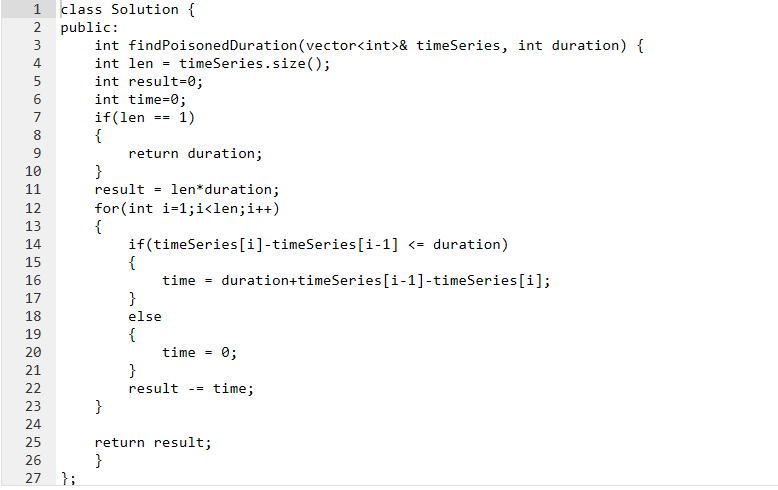 1 class Solution {
2 public:
3     int findPoisonedDuration(vector<int>& timeSeries, int duration) {
4     int len = timeSeries.size();
5     int result=0;
6     int time=0;
7     if(len == 1)
8     {
9         return duration;
10     }
11     result = len*duration;
12     for(int i=1;i<len;i++)
13     {
14         if(timeSeries[i]-timeSeries[i-1] <= duration)
15         {
16             time = duration+timeSeries[i-1]-timeSeries[i];
17         }
18         else
19         {
20             time = 0;
21         }
22         result -= time;
23     }
24
25     return result;
26     }
27 };